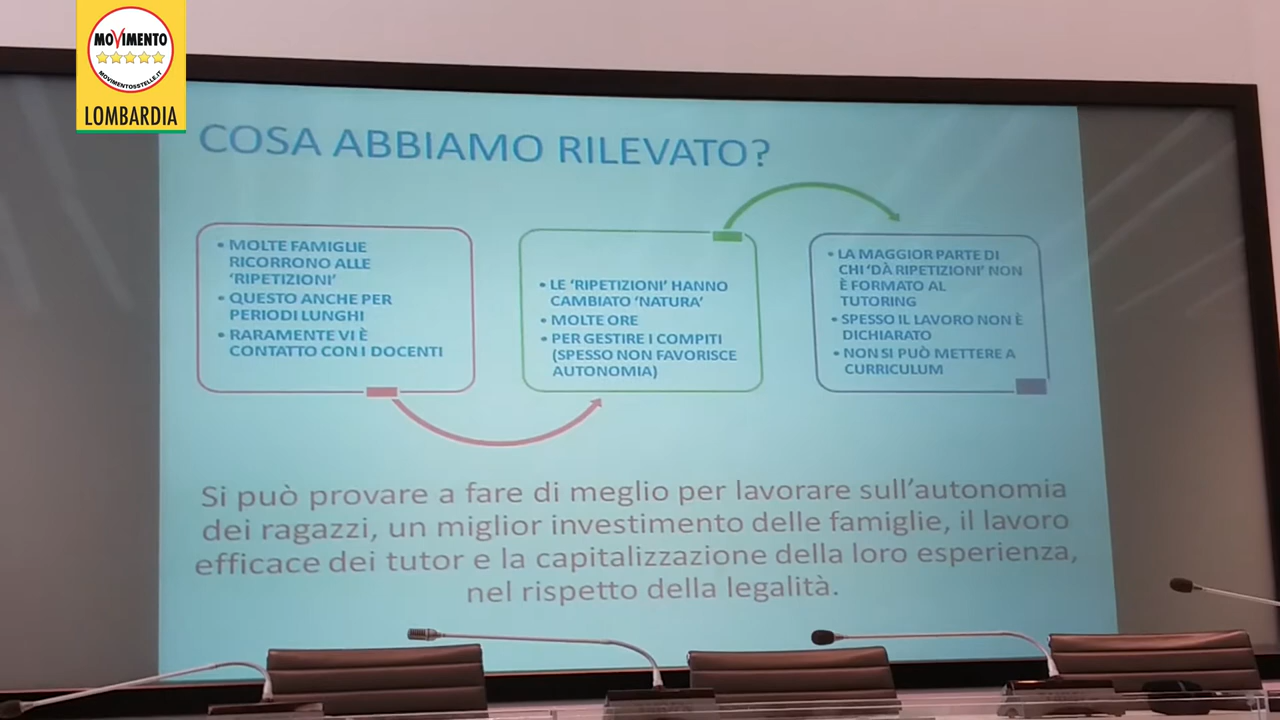 MOVIMENTO
MOVIMENTO5STELLE.IT
LOMBARDIA
COSA ABBIAMO RILEVATO?
• MOLTE FAMIGLIE
RICORRONO ALLE
'RIPETIZIONI'
• QUESTO ANCHE PER
PERIODI LUNGHI
• RARAMENTE VI È
CONTATTO CON I DOCENTI
• LE 'RIPETIZIONI' HANNO
CAMBIATO 'NATURA'
• MOLTE ORE
• PER GESTIRE I COMPITI
(SPESSO NON FAVORISCE
AUTONOMIA)
• LA MAGGIOR PARTE DI
CHI 'DÀ RIPETIZIONI' NON
È FORMATO AL
TUTORING
• SPESSO IL LAVORO NON È
DICHIARATO
• NON SI PUÒ METTERE A
CURRICULUM
Si può provare a fare di meglio per lavorare sull'autonomia
dei ragazzi, un miglior investimento delle famiglie, il lavoro
efficace dei tutor e la capitalizzazione della loro esperienza,
nel rispetto della legalità.